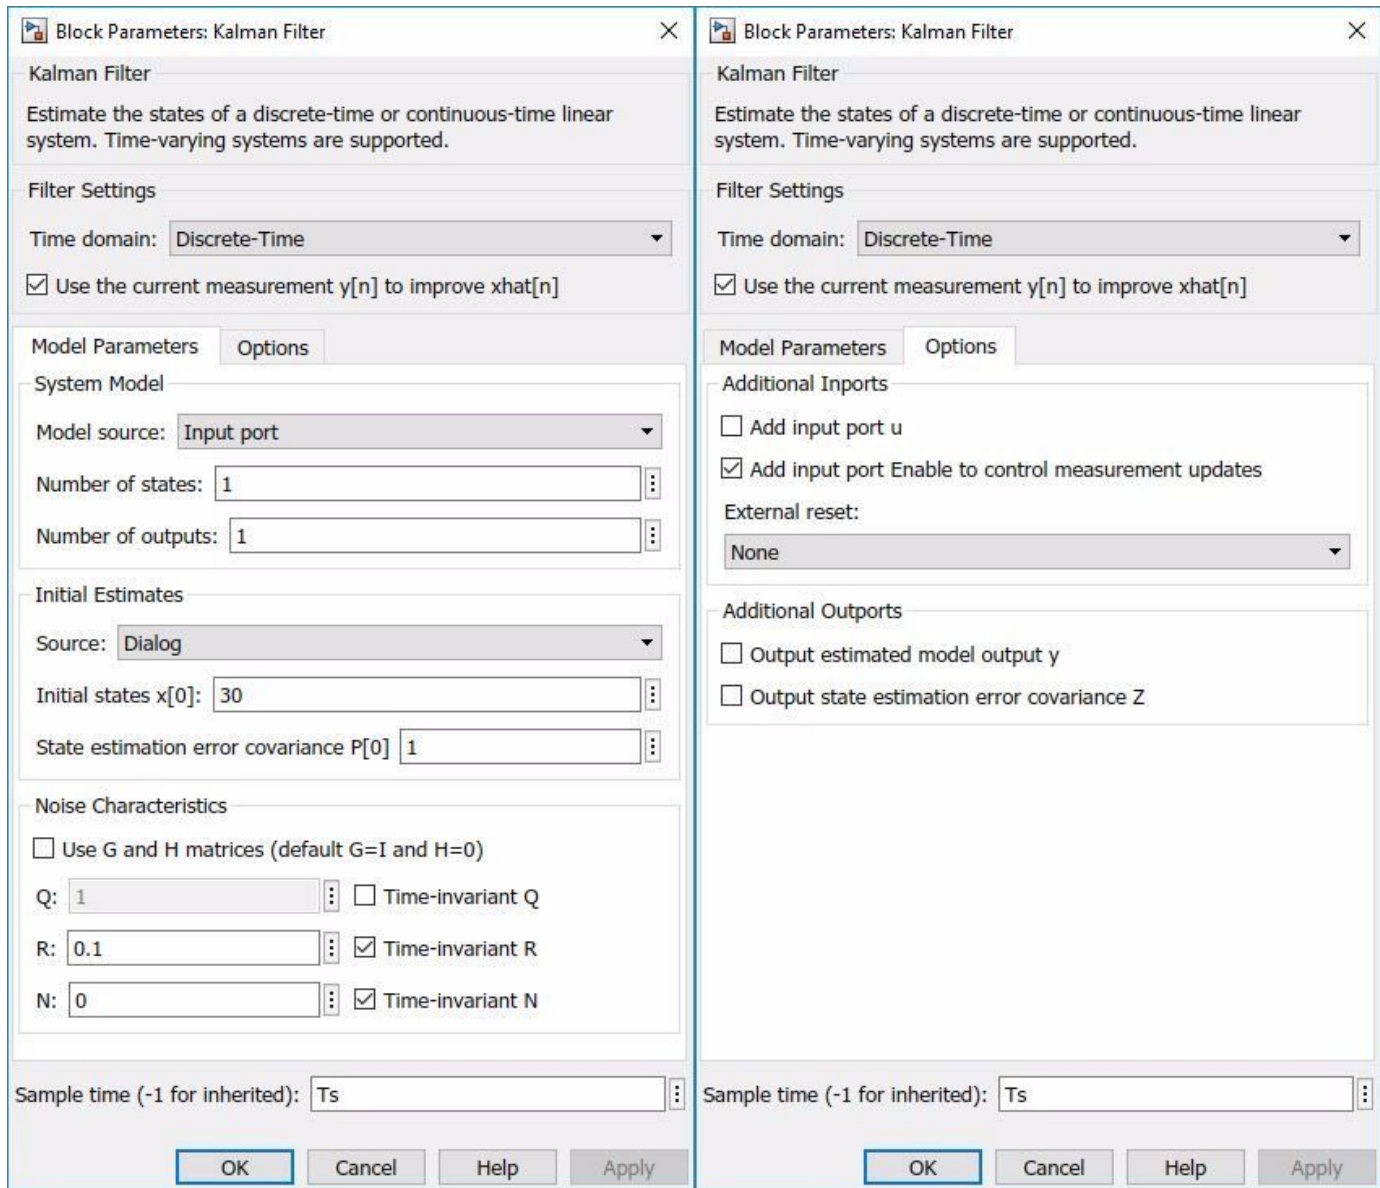 Block Parameters: Kalman Filter
Kalman Filter
Estimate the states of a discrete-time or continuous-time linear
system. Time-varying systems are supported.
Filter Settings
Time domain: Discrete-Time
Use the current measurement y[n] to improve xhat[n]
Model Parameters Options
System Model
Model source: Input port
Number of states: 1
Number of outputs: 1
Initial Estimates
Source: Dialog
Initial states x[0]: 30
State estimation error covariance P[0] 1
Noise Characteristics
Use G and H matrices (default G=I and H=0)
Q: 1 Time-invariant Q
R: 0.1 Time-invariant R
N: 0 Time-invariant N
Sample time (-1 for inherited): Ts
OK Cancel Help Apply
Block Parameters: Kalman Filter
Kalman Filter
Estimate the states of a discrete-time or continuous-time linear
system. Time-varying systems are supported.
Filter Settings
Time domain: Discrete-Time
Use the current measurement y[n] to improve xhat[n]
Model Parameters Options
Additional Inports
Add input port u
Add input port Enable to control measurement updates
External reset:
None
Additional Outports
Output estimated model output y
Output state estimation error covariance Z
Sample time (-1 for inherited): Ts
OK Cancel Help Apply